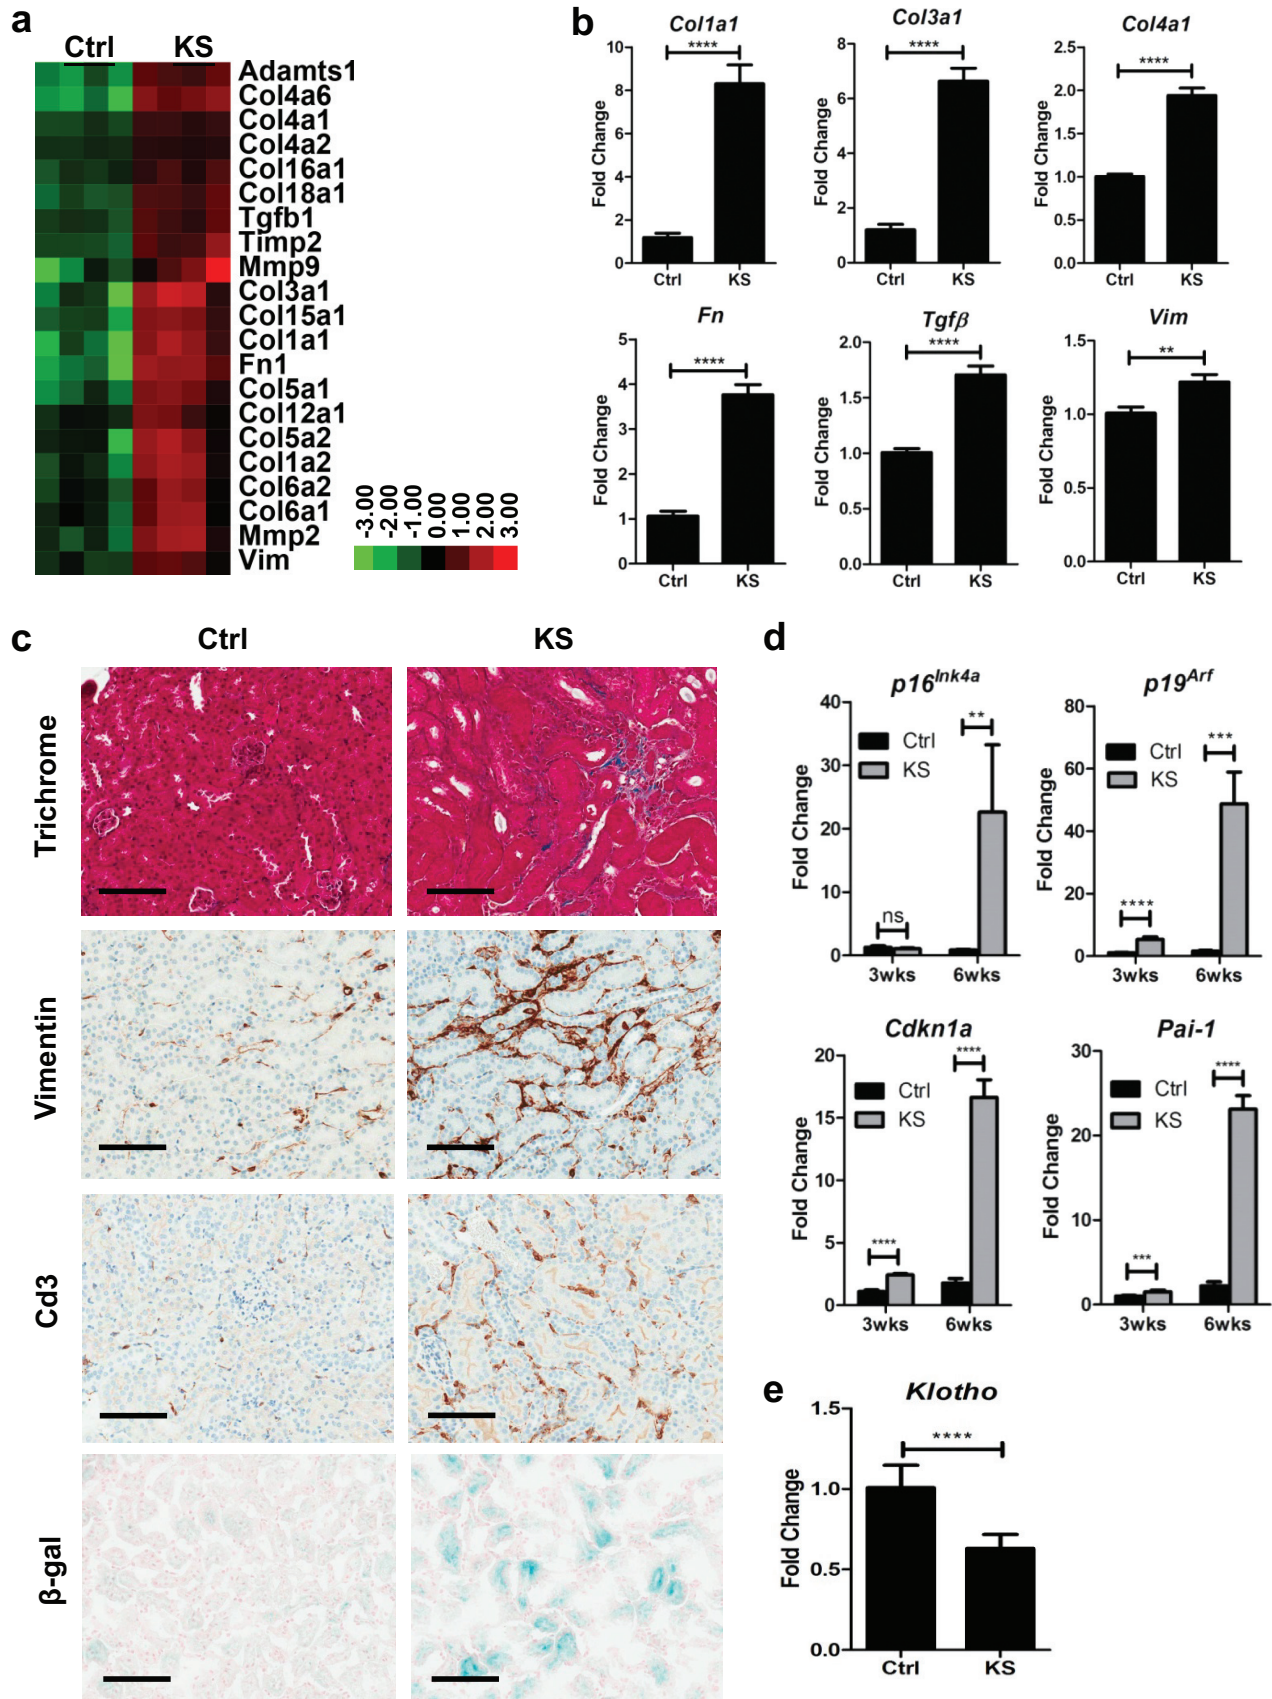 a
Ctrl KS
Adamts1
Col4a6
Col4a1
Col4a2
Col16a1
Col18a1
Tgfb1
Timp2
Mmp9
Col3a1
Col15a1
Col1a1
Fn1
Col5a1
Col12a1
Col5a2
Col1a2
Col6a2
Col6a1
Mmp2
Vim
-3.00
-2.00
-1.00
0.00
1.00
2.00
3.00
b
Col1a1
****
Fold Change
10
8
6
4
2
0
Ctrl KS
Col3a1
****
Fold Change
8
6
4
2
0
Ctrl KS
Col4a1
****
Fold Change
2.5
2.0
1.5
1.0
0.5
0.0
Ctrl KS
Fn
****
Fold Change
5
4
3
2
1
0
Ctrl KS
Tgfβ
****
Fold Change
2.0
1.5
1.0
0.5
0.0
Ctrl KS
Vim
**
Fold Change
1.5
1.0
0.5
0.0
Ctrl KS
c
Ctrl KS
Trichrome
Vimentin
Cd3
β-gal
d
p16Ink4a
**
ns
Ctrl
KS
Fold Change
40
30
20
10
0
3wks 6wks
p19Arf
***
****
Ctrl
KS
Fold Change
80
60
40
20
0
3wks 6wks
Cdkn1a
****
****
Ctrl
KS
Fold Change
20
15
10
5
0
3wks 6wks
Pai-1
****
***
Ctrl
KS
Fold Change
30
20
10
0
3wks 6wks
e
Klotho
****
Fold Change
1.5
1.0
0.5
0.0
Ctrl KS